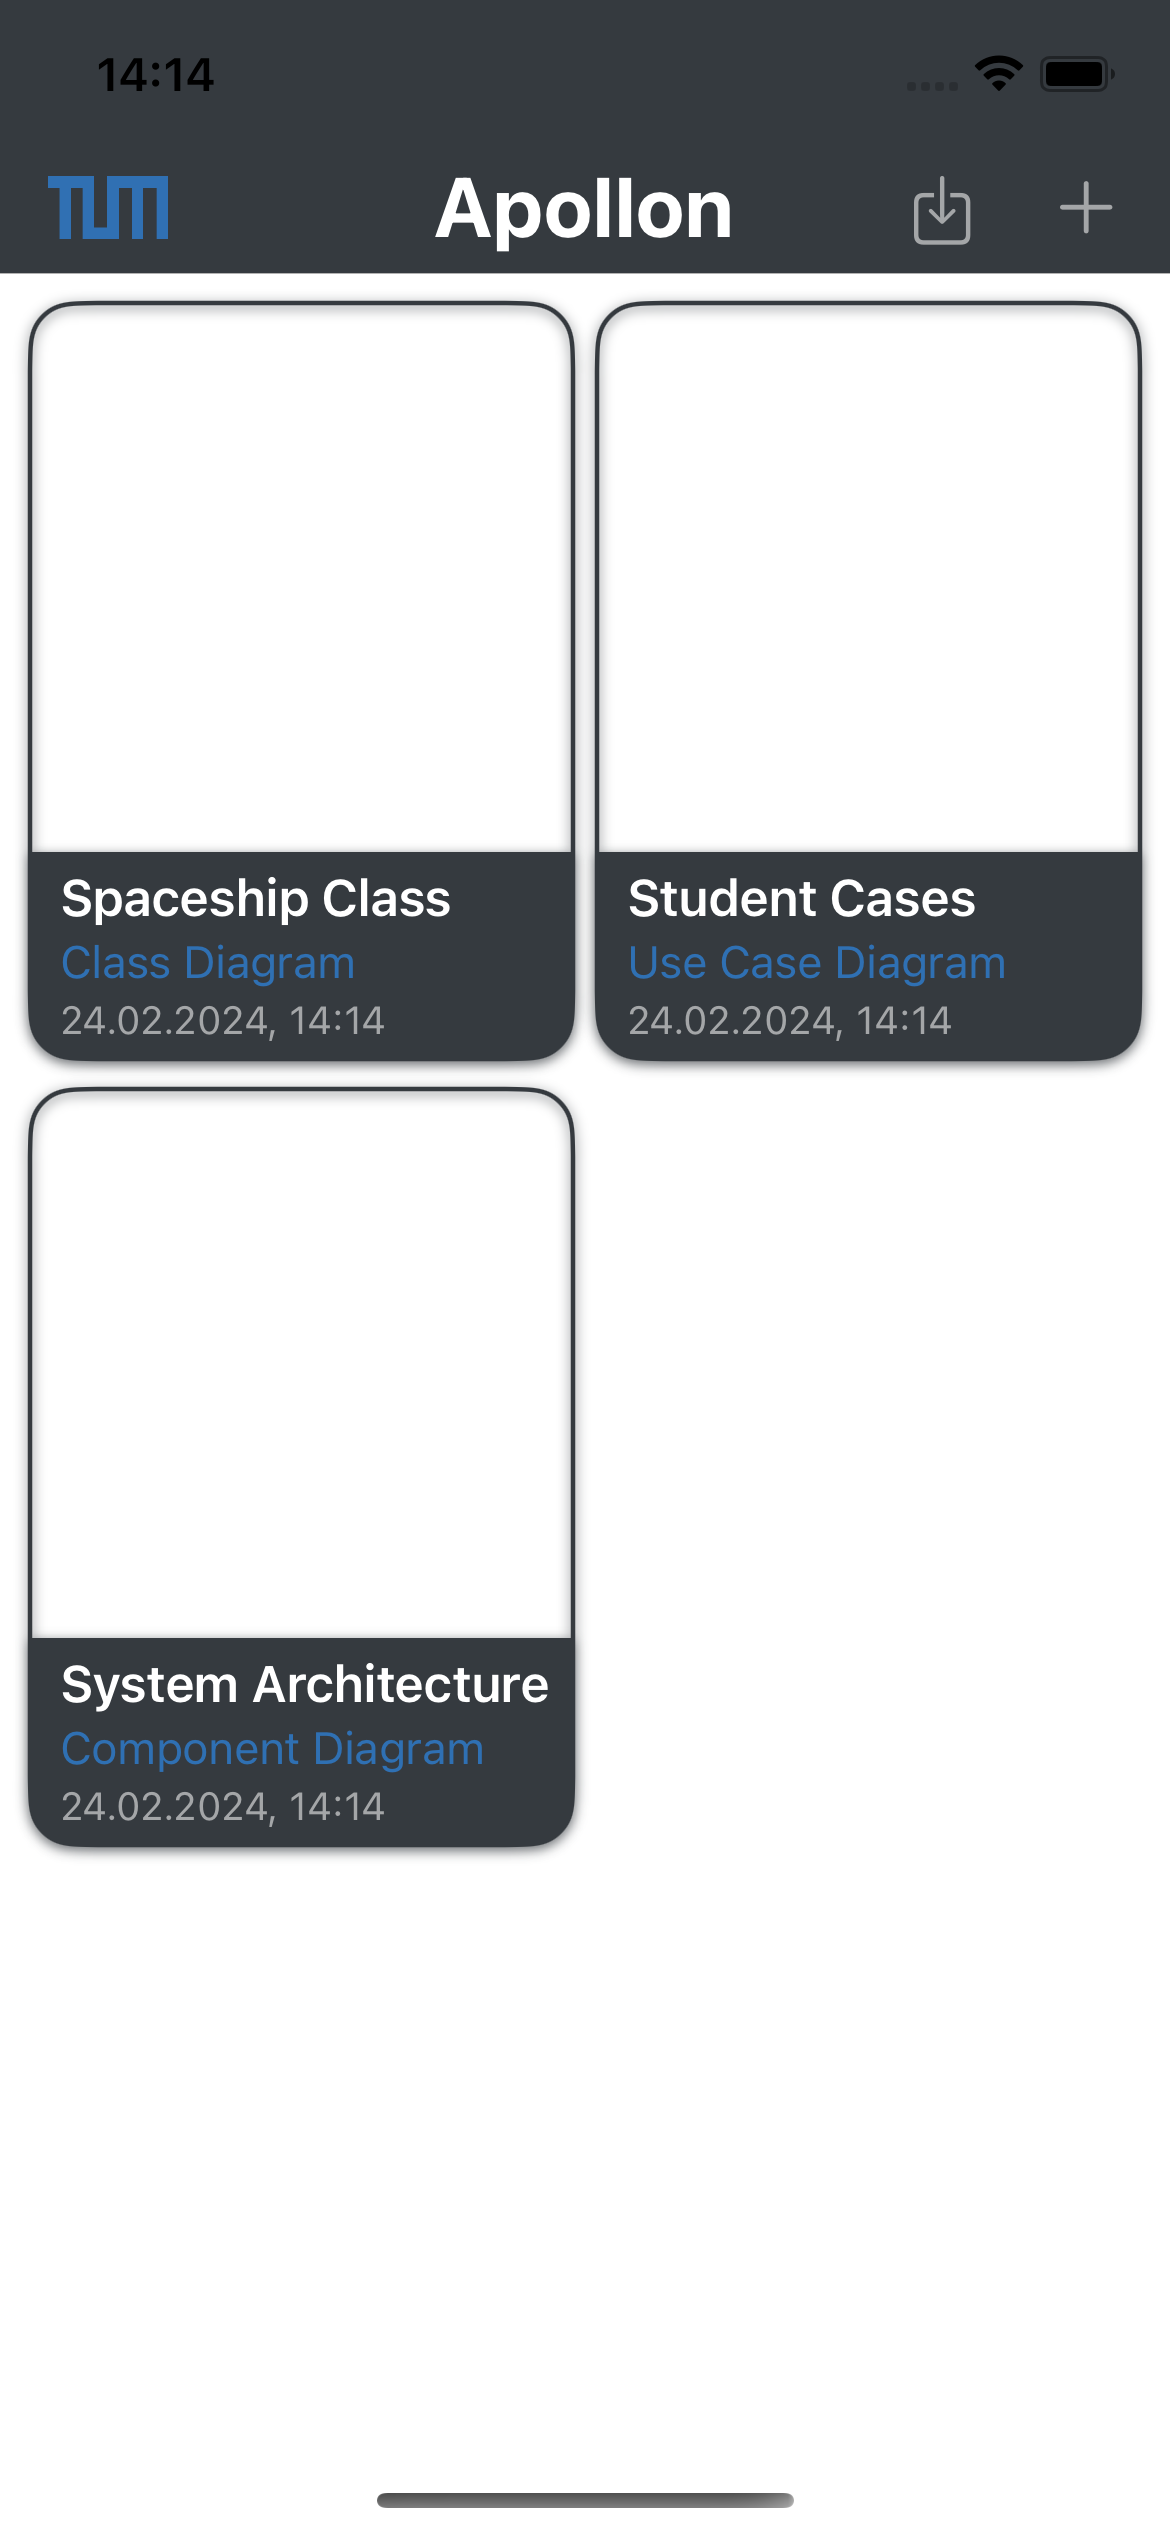 14:14
TUM
Apollon
Spaceship Class
Class Diagram
24.02.2024, 14:14
Student Cases
Use Case Diagram
24.02.2024, 14:14
System Architecture
Component Diagram
24.02.2024, 14:14